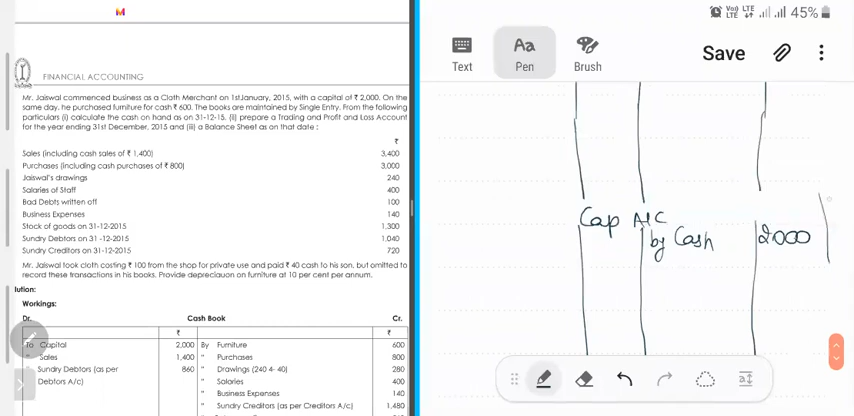 M
FINANCIAL ACCOUNTING
Mr. Jaiswal commenced business as a Cloth Merchant on 1stJanuary, 2015, with a capital of ₹ 2,000. On the
same day, he purchased furniture for cash ₹ 600. The books are maintained by Single Entry. From the following
particulars (i) calculate the cash on hand as on 31-12-15. (ii) prepare a Trading and Profit and Loss Account
for the year ending 31st December, 2015 and (iii) a Balance Sheet as on that date :
₹
Sales (including cash sales of ₹ 1,400) 3,400
Purchases (including cash purchases of ₹ 800) 3,000
Jaiswal's drawings 240
Salaries of Staff 400
Bad Debts written off 100
Business Expenses 140
Stock of goods on 31-12-2015 1,300
Sundry Debtors on 31 -12-2015 1,040
Sundry Creditors on 31-12-2015 720
Mr. Jaiswal took cloth costing ₹ 100 from the shop for private use and paid ₹ 40 cash to his son, but omitted to
record these transactions in his books. Provide depreciauon on furniture at 10 per cent per annum.
lution:
Workings:
Dr. Cash Book Cr.
₹ ₹
To Capital 2,000 By Furniture 600
Sales 1,400 " Purchases 800
" Sundry Debtors (as per 860 " Drawings (240 4- 40) 280
Debtors A/c) " Salaries 400
" Business Expenses 140
" Sundry Creditors (as per Creditors A/c) 1,480
Vo) LTE
LTE 45%
Text
Aa
Pen
Brush
Save
Cap A/C
by Cash 2000